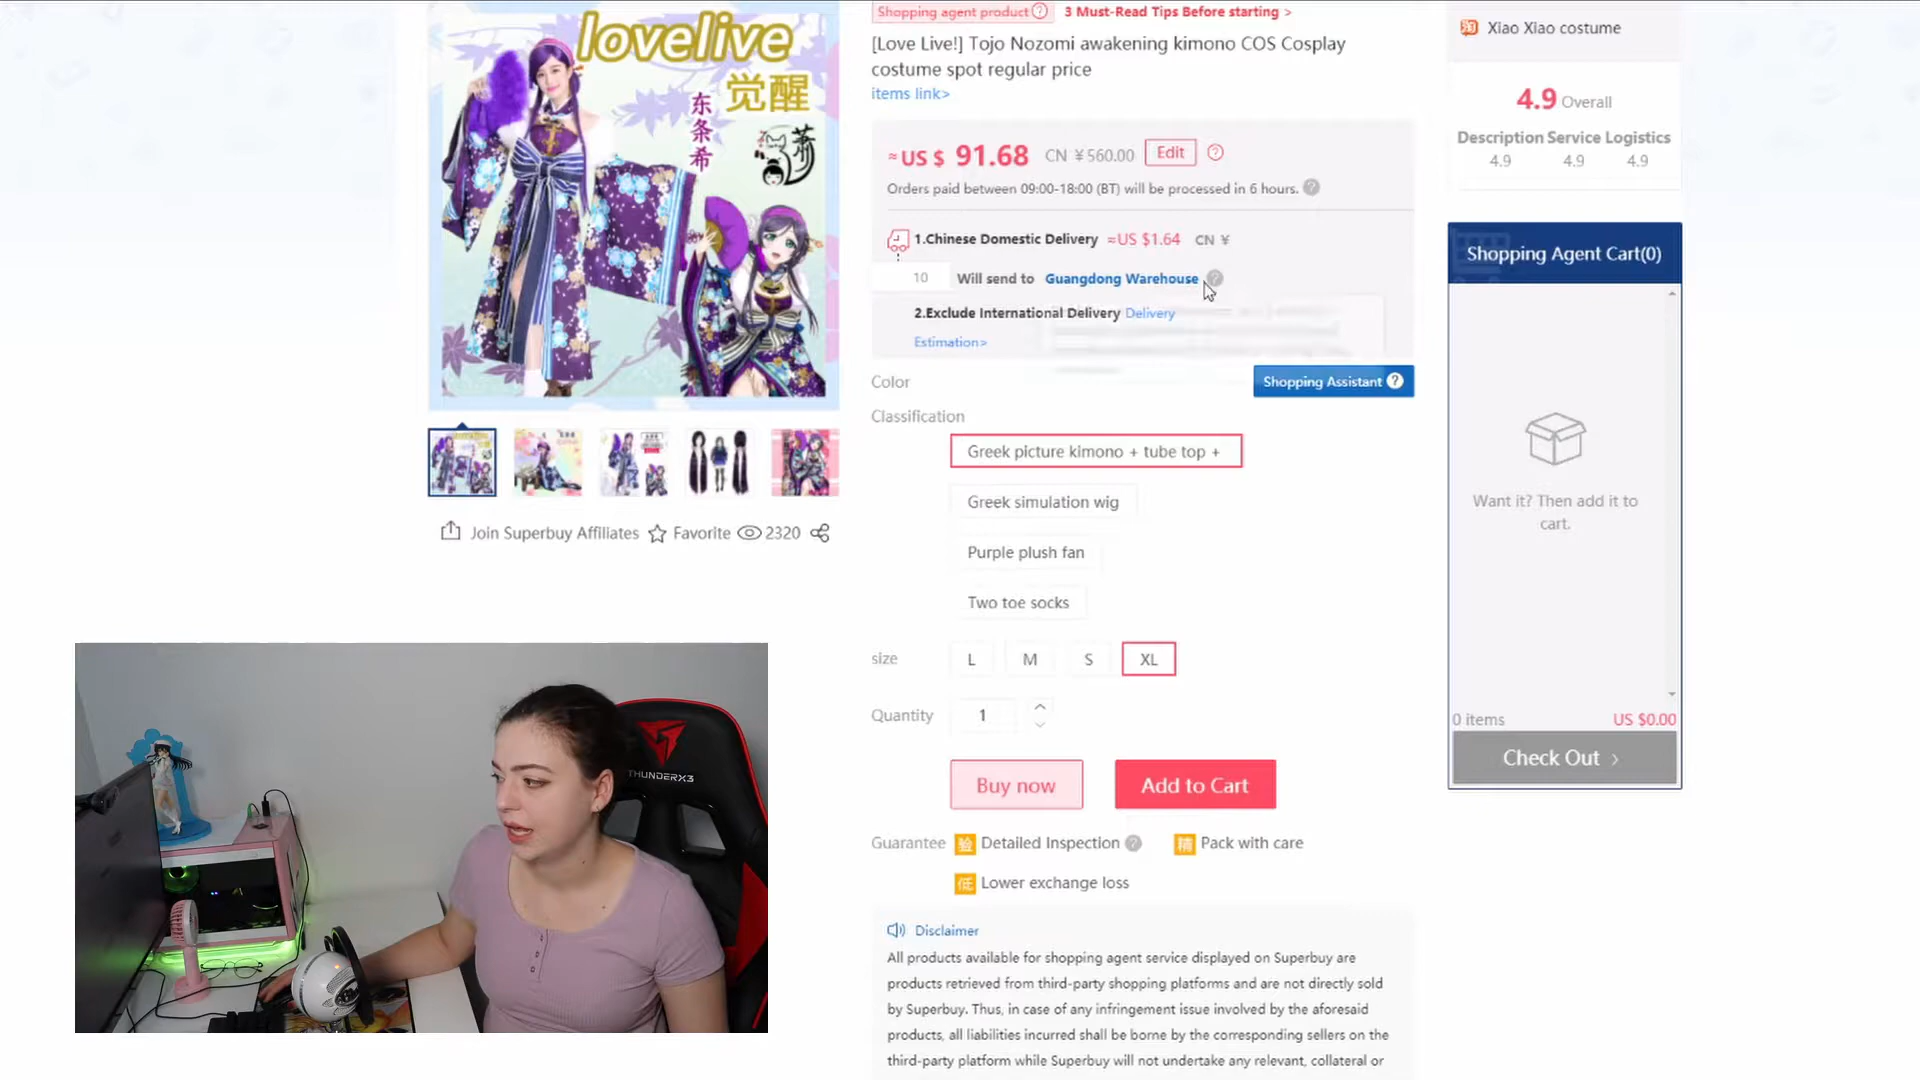 lovelive
觉醒
东条希
萧
Join Superbuy Affiliates
Favorite
2320
Shopping agent product
3 Must-Read Tips Before starting >
[Love Live!] Tojo Nozomi awakening kimono COS Cosplay
costume spot regular price
items link>
≈ US $ 91.68 CN ¥560.00 Edit
Orders paid between 09:00-18:00 (BT) will be processed in 6 hours.
1.Chinese Domestic Delivery ≈US $1.64 CN ¥
10 Will send to Guangdong Warehouse
2.Exclude International Delivery Delivery
Estimation>
Color
Shopping Assistant
Classification
Greek picture kimono + tube top +
Greek simulation wig
Purple plush fan
Two toe socks
size L M S XL
Quantity 1
Buy now
Add to Cart
Guarantee 验 Detailed Inspection 精 Pack with care
低 Lower exchange loss
Disclaimer
All products available for shopping agent service displayed on Superbuy are
products retrieved from third-party shopping platforms and are not directly sold
by Superbuy. Thus, in case of any infringement issue involved by the aforesaid
products, all liabilities incurred shall be borne by the corresponding sellers on the
third-party platform while Superbuy will not undertake any relevant, collateral or
淘 Xiao Xiao costume
4.9 Overall
Description Service Logistics
4.9 4.9 4.9
Shopping Agent Cart(0)
Want it? Then add it to
cart.
0 items US $0.00
Check Out >
THUNDERX3